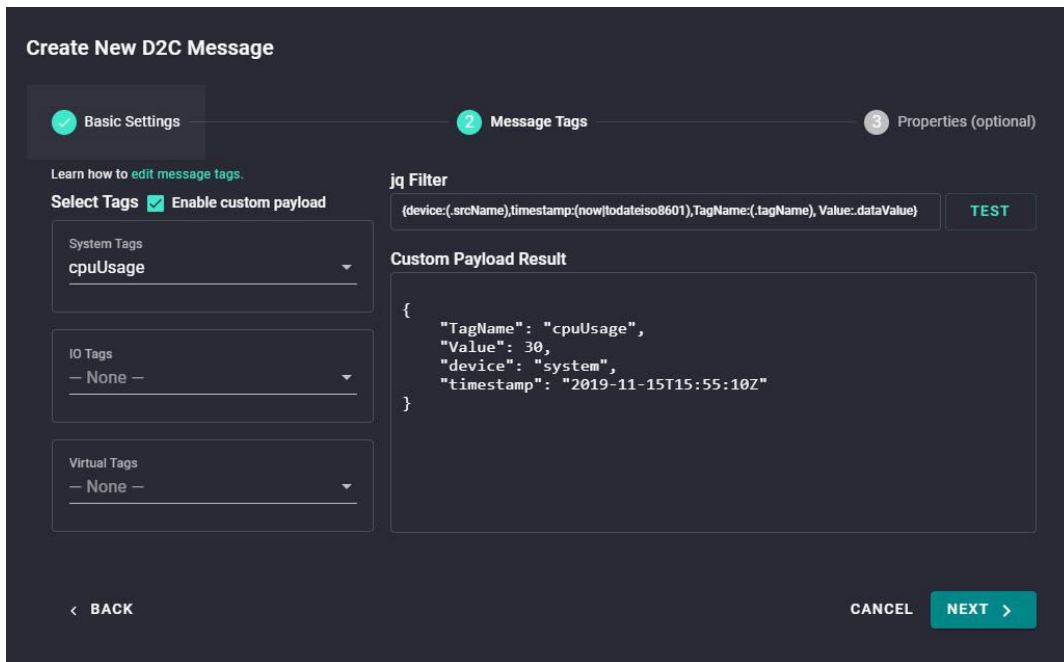 Create New D2C Message
Basic Settings
2 Message Tags
3 Properties (optional)
Learn how to edit message tags.
Select Tags Enable custom payload
System Tags
cpuUsage
IO Tags
— None —
Virtual Tags
— None —
jq Filter
{device:(.srcName),timestamp:(now|todateiso8601),TagName:(.tagName), Value:.dataValue}
TEST
Custom Payload Result
{
"TagName": "cpuUsage",
"Value": 30,
"device": "system",
"timestamp": "2019-11-15T15:55:10Z"
}
< BACK
CANCEL
NEXT >